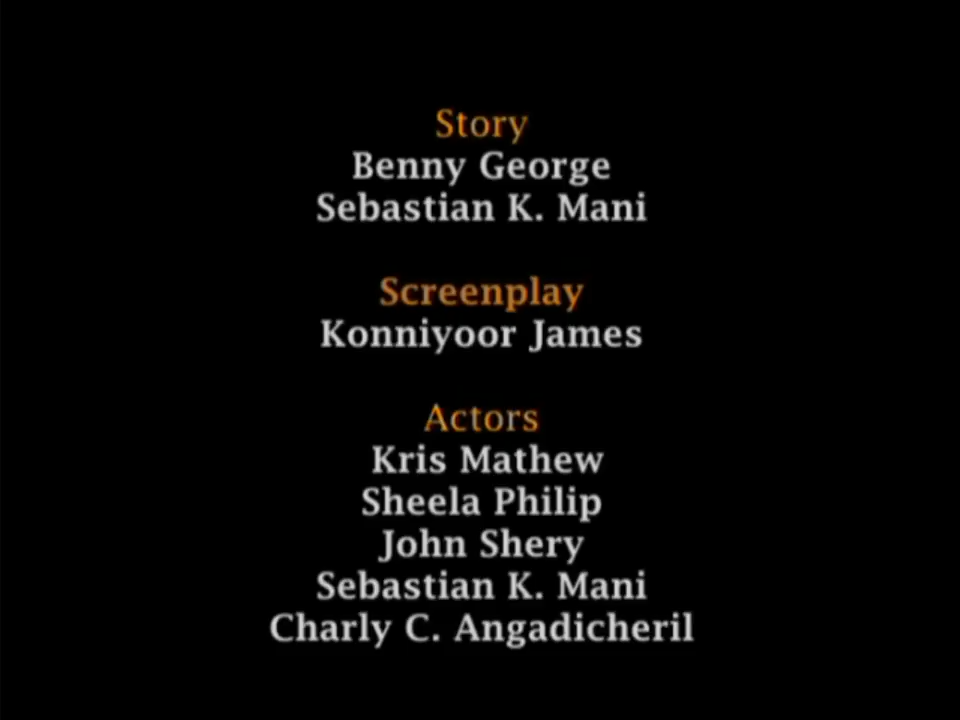 Story
Benny George
Sebastian K. Mani
Screenplay
Konniyoor James
Actors
Kris Mathew
Sheela Philip
John Shery
Sebastian K. Mani
Charly C. Angadicheril